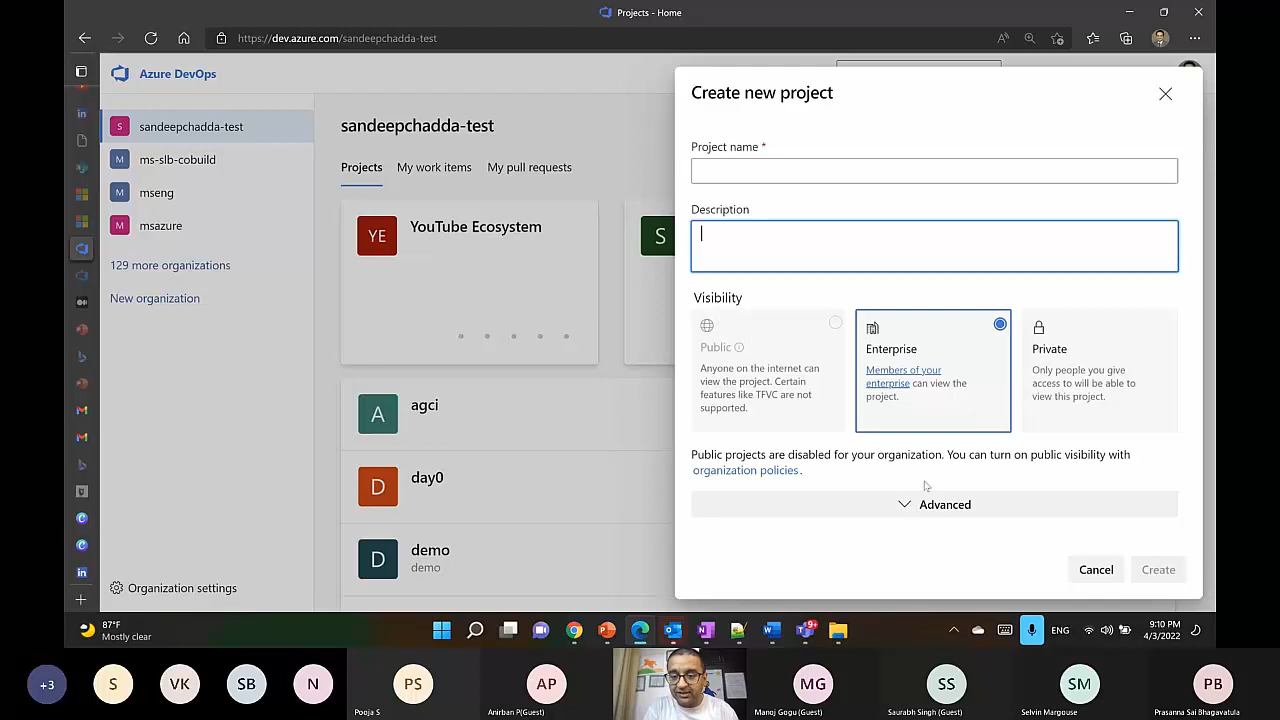 Projects - Home
https://dev.azure.com/sandeepchadda-test
Azure DevOps
S sandeepchadda-test
M ms-slb-cobuild
M mseng
M msazure
129 more organizations
New organization
Organization settings
sandeepchadda-test
Projects My work items My pull requests
YE YouTube Ecosystem
S
A agci
D day0
D demo
demo
Create new project
Project name *
Description
Visibility
Public
Anyone on the internet can
view the project. Certain
features like TFVC are not
supported.
Enterprise
Members of your
enterprise can view the
project.
Private
Only people you give
access to will be able to
view this project.
Public projects are disabled for your organization. You can turn on public visibility with
organization policies.
Advanced
Cancel Create
87°F
Mostly clear
9+
ENG
9:10 PM
4/3/2022
+3 S VK SB N PS AP MG SS SM PB
Pooja S Anirban P(Guest) Manoj Gogu (Guest) Saurabh Singh (Guest) Selvin Margouse Prasanna Sai Bhagavatula